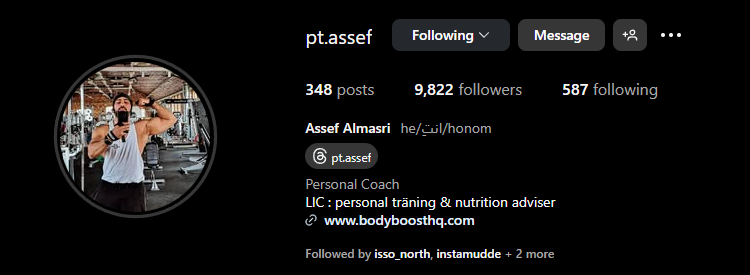 pt.assef Following Message
348 posts 9,822 followers 587 following
Assef Almasri he/انتِ/honom
pt.assef
Personal Coach
LIC : personal träning & nutrition adviser
www.bodyboosthq.com
Followed by isso_north, instamudde + 2 more